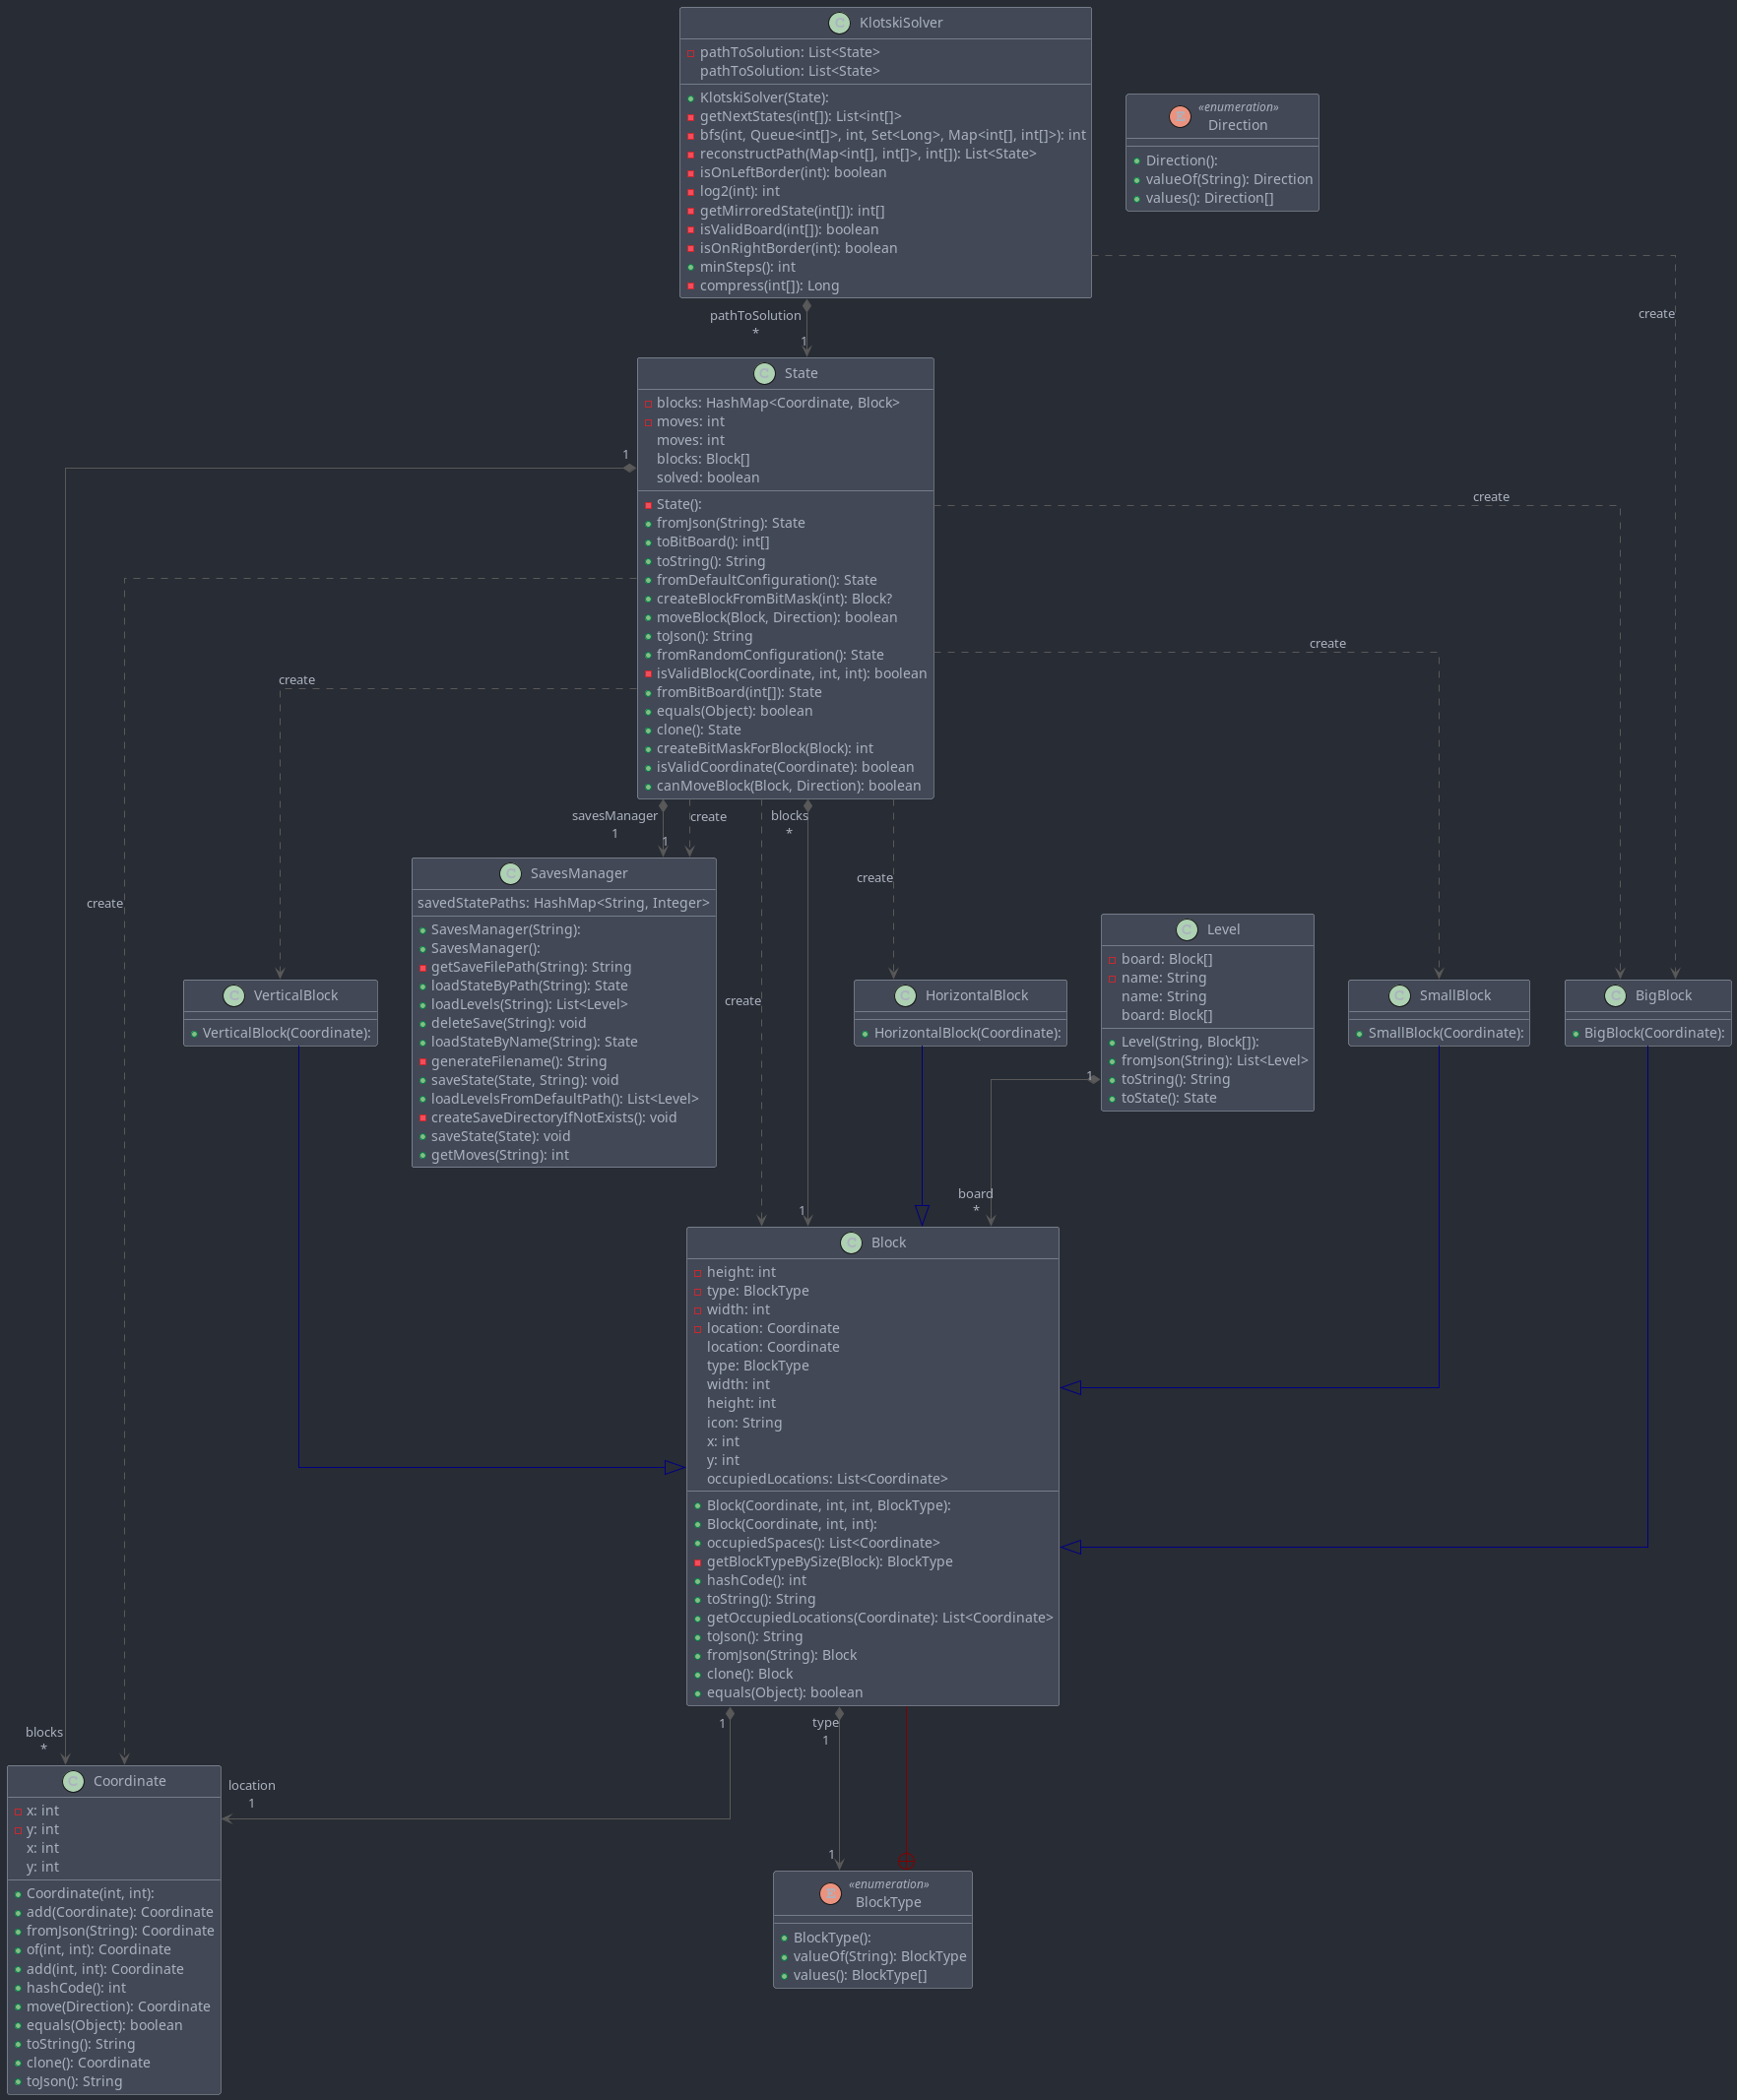 KlotskiSolver
pathToSolution: List<State>
pathToSolution: List<State>
KlotskiSolver(State):
getNextStates(int[]): List<int[]>
bfs(int, Queue<int[]>, int, Set<Long>, Map<int[], int[]>): int
reconstructPath(Map<int[], int[]>, int[]): List<State>
isOnLeftBorder(int): boolean
log2(int): int
getMirroredState(int[]): int[]
isValidBoard(int[]): boolean
isOnRightBorder(int): boolean
minSteps(): int
compress(int[]): Long
«enumeration»
Direction
Direction():
valueOf(String): Direction
values(): Direction[]
create
pathToSolution
*
1
State
blocks: HashMap<Coordinate, Block>
moves: int
moves: int
blocks: Block[]
solved: boolean
State():
fromJson(String): State
toBitBoard(): int[]
toString(): String
fromDefaultConfiguration(): State
createBlockFromBitMask(int): Block?
moveBlock(Block, Direction): boolean
toJson(): String
fromRandomConfiguration(): State
isValidBlock(Coordinate, int, int): boolean
fromBitBoard(int[]): State
equals(Object): boolean
clone(): State
createBitMaskForBlock(Block): int
isValidCoordinate(Coordinate): boolean
canMoveBlock(Block, Direction): boolean
1
create
create
create
savesManager
1
1
create
blocks
*
create
create
create
SavesManager
savedStatePaths: HashMap<String, Integer>
SavesManager(String):
SavesManager():
getSaveFilePath(String): String
loadStateByPath(String): State
loadLevels(String): List<Level>
deleteSave(String): void
loadStateByName(String): State
generateFilename(): String
saveState(State, String): void
loadLevelsFromDefaultPath(): List<Level>
createSaveDirectoryIfNotExists(): void
saveState(State): void
getMoves(String): int
VerticalBlock
VerticalBlock(Coordinate):
HorizontalBlock
HorizontalBlock(Coordinate):
Level
board: Block[]
name: String
name: String
board: Block[]
Level(String, Block[]):
fromJson(String): List<Level>
toString(): String
toState(): State
SmallBlock
SmallBlock(Coordinate):
BigBlock
BigBlock(Coordinate):
1
board
*
1
Block
height: int
type: BlockType
width: int
location: Coordinate
location: Coordinate
type: BlockType
width: int
height: int
icon: String
x: int
y: int
occupiedLocations: List<Coordinate>
Block(Coordinate, int, int, BlockType):
Block(Coordinate, int, int):
occupiedSpaces(): List<Coordinate>
getBlockTypeBySize(Block): BlockType
hashCode(): int
toString(): String
getOccupiedLocations(Coordinate): List<Coordinate>
toJson(): String
fromJson(String): Block
clone(): Block
equals(Object): boolean
blocks
*
1
type
1
location
1
1
Coordinate
x: int
y: int
x: int
y: int
Coordinate(int, int):
add(Coordinate): Coordinate
fromJson(String): Coordinate
of(int, int): Coordinate
add(int, int): Coordinate
hashCode(): int
move(Direction): Coordinate
equals(Object): boolean
toString(): String
clone(): Coordinate
toJson(): String
«enumeration»
BlockType
BlockType():
valueOf(String): BlockType
values(): BlockType[]